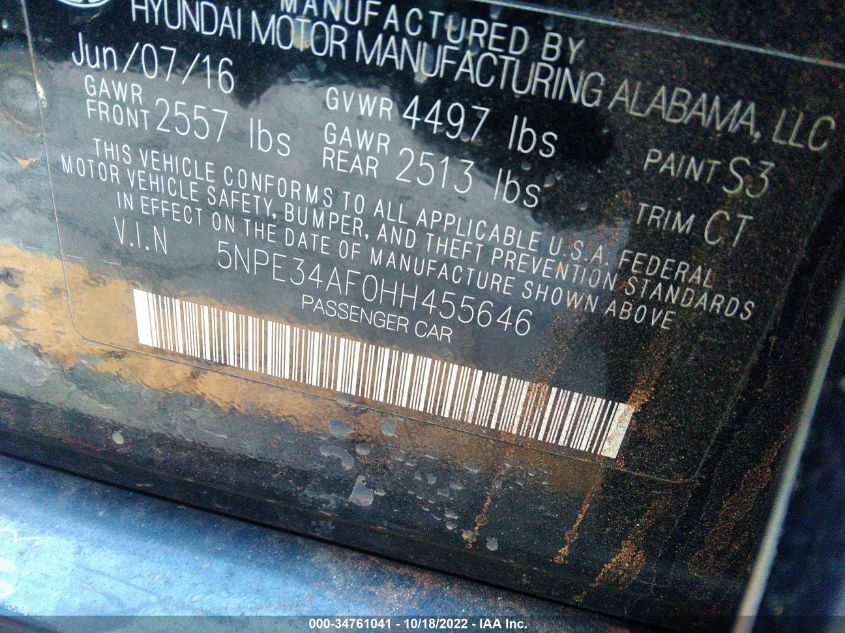 MANUFACTURED BY
HYUNDAI MOTOR MANUFACTURING ALABAMA, LLC
Jun/07/16 GVWR 4497 lbs PAINT S3
GAWR FRONT 2557 lbs GAWR REAR 2513 lbs TRIM CT
THIS VEHICLE CONFORMS TO ALL APPLICABLE U.S.A. FEDERAL
MOTOR VEHICLE SAFETY, BUMPER, AND THEFT PREVENTION STANDARDS
IN EFFECT ON THE DATE OF MANUFACTURE SHOWN ABOVE
V.I.N 5NPE34AF0HH455646
PASSENGER CAR
000-34761041 - 10/18/2022 - IAA Inc.